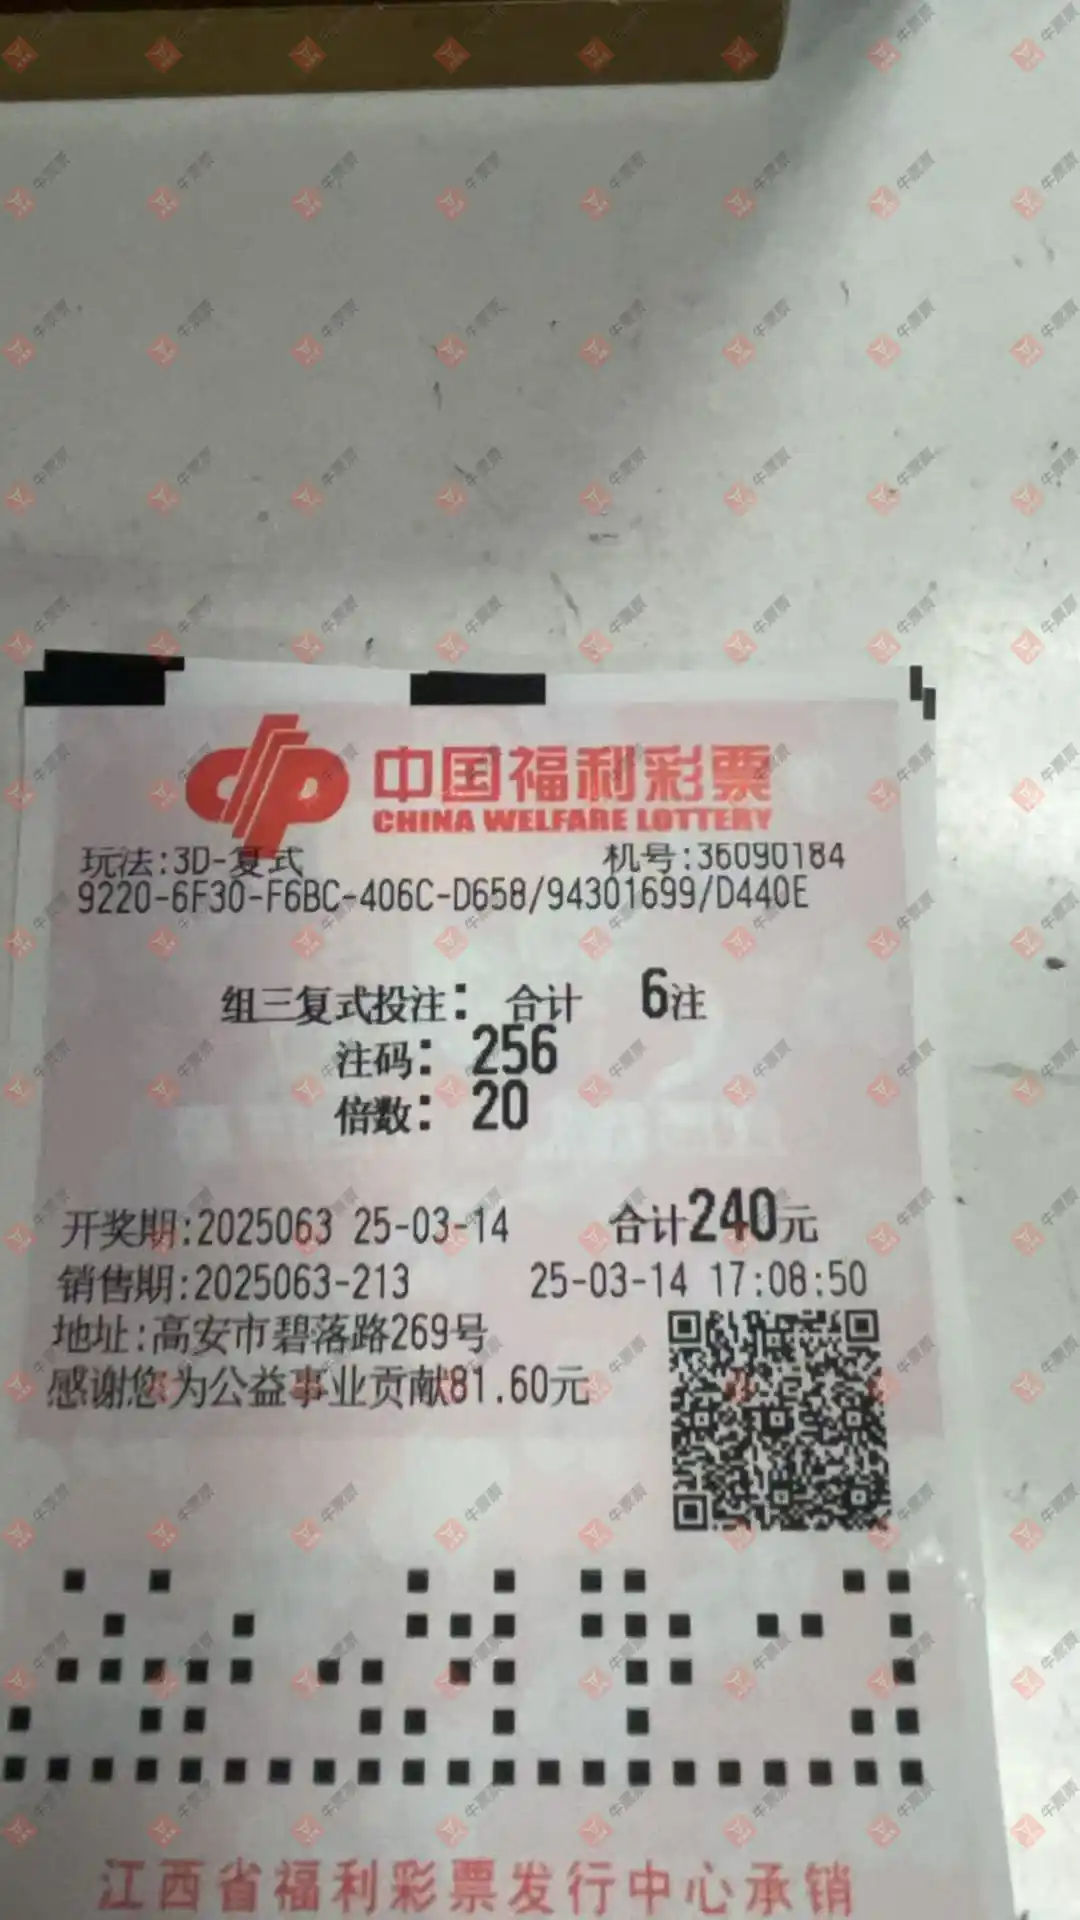 中国福利彩票
CHINA WELFARE LOTTERY
玩法:3D-复式 机号:36090184
9220-6F30-F6BC-406C-D658/94301699/D440E
组三复式投注: 合计 6注
注码: 256
倍数: 20
开奖期:2025063 25-03-14 合计240元
销售期:2025063-213 25-03-14 17:08:50
地址:高安市碧落路269号
感谢您为公益事业贡献81.60元
江西省福利彩票发行中心承销
牛票票